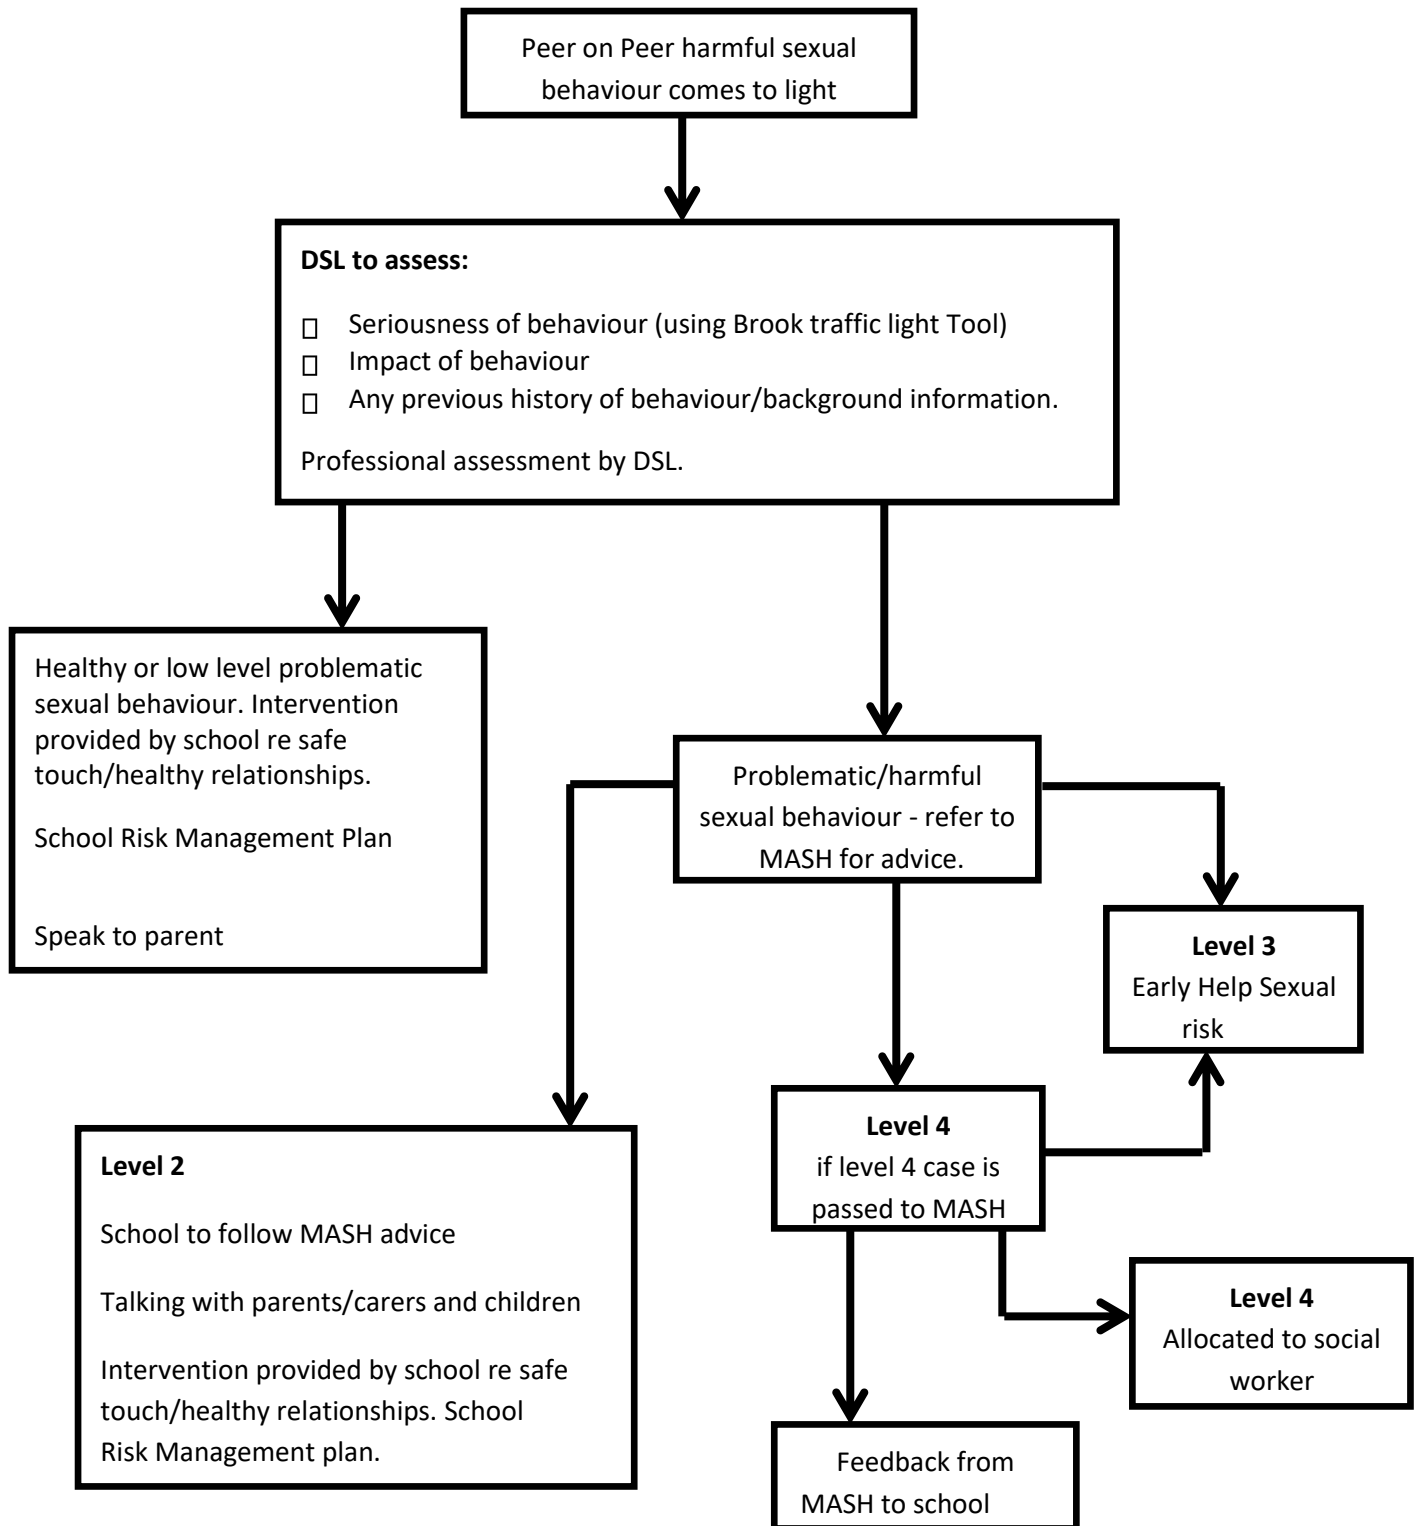 Peer on Peer harmful sexual
behaviour comes to light
DSL to assess:
Seriousness of behaviour (using Brook traffic light Tool)
Impact of behaviour
Any previous history of behaviour/background information.
Professional assessment by DSL.
Healthy or low level problematic
sexual behaviour. Intervention
provided by school re safe
touch/healthy relationships.
School Risk Management Plan
Speak to parent
Problematic/harmful
sexual behaviour - refer to
MASH for advice.
Level 3
Early Help Sexual
risk
Level 4
if level 4 case is
passed to MASH
Level 2
School to follow MASH advice
Talking with parents/carers and children
Intervention provided by school re safe
touch/healthy relationships. School
Risk Management plan.
Level 4
Allocated to social
worker
Feedback from
MASH to school